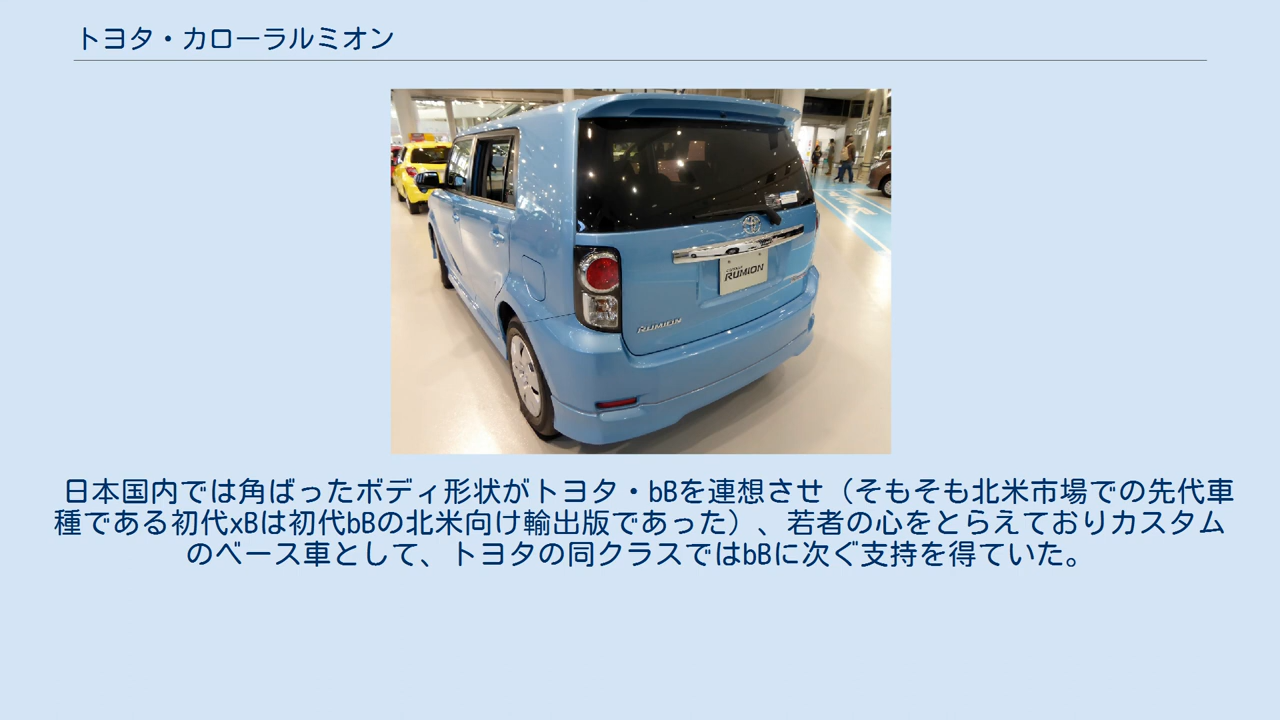 トヨタ・カローラルミオン
RUMION
RUMION
日本国内では角ばったボディ形状がトヨタ・bBを連想させ（そもそも北米市場での先代車
種である初代xBは初代bBの北米向け輸出版であった）、若者の心をとらえておりカスタム
のベース車として、トヨタの同クラスではbBに次ぐ支持を得ていた。